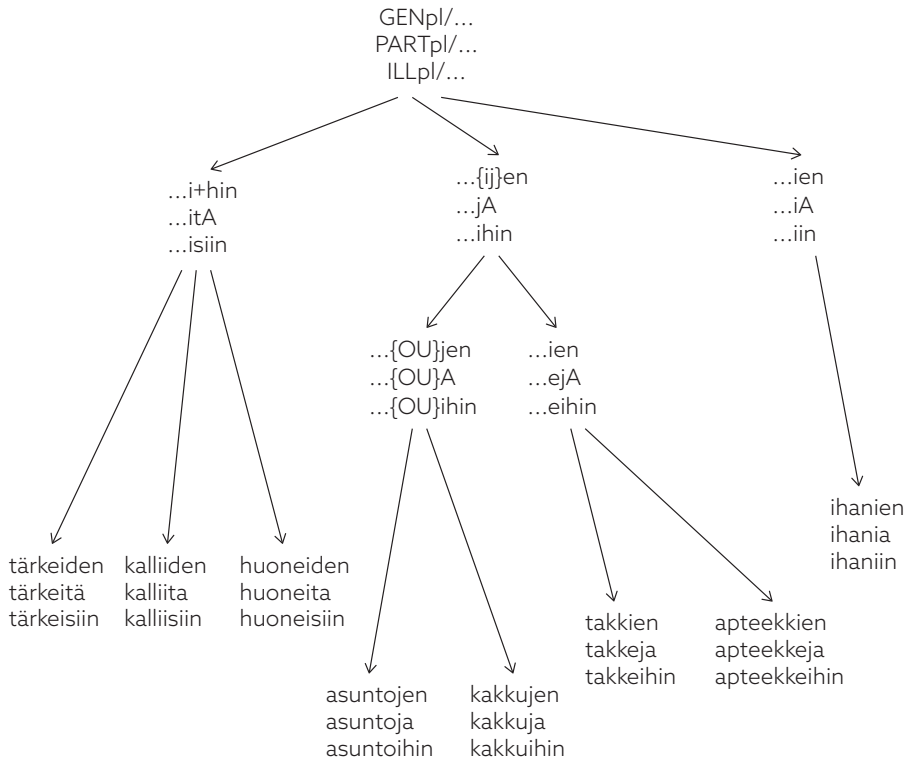 GENpl/...
PARTpl/...
ILLpl/...
...i+hin
...itA
...isiin
...{ij}en
...jA
...ihin
...ien
...iA
...iin
...{OU}jen
...{OU}A
...{OU}ihin
...ien
...ejA
...eihin
tärkeiden
tärkeitä
tärkeisiin
kalliiden
kalliita
kalliisiin
huoneiden
huoneita
huoneisiin
asuntojen
asuntoja
asuntoihin
kakkujen
kakkuja
kakkuihin
takkien
takkeja
takkeihin
apteekkien
apteekkeja
apteekkeihin
ihanien
ihania
ihaniin